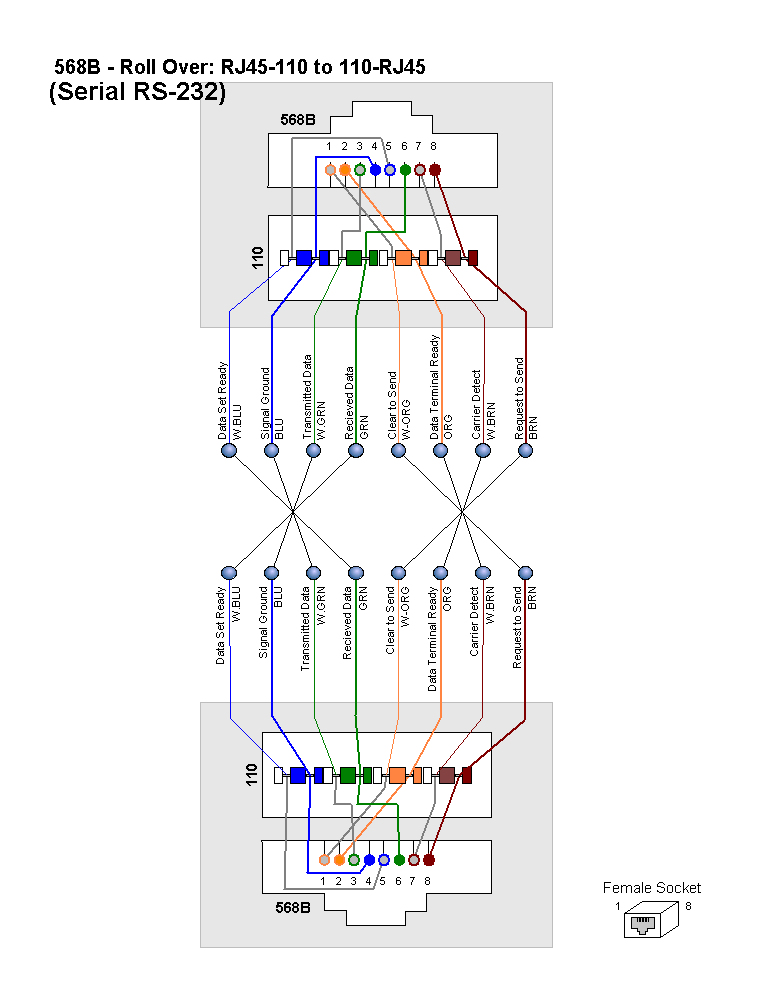 568B - Roll Over: RJ45-110 to 110-RJ45
(Serial RS-232)
568B
1 2 3 4 5 6 7 8
110
Data Set Ready
W.BLU
Signal Ground
BLU
Transmitted Data
W.GRN
Recieved Data
GRN
Clear to Send
W-ORG
Data Terminal Ready
ORG
Carrier Detect
W.BRN
Request to Send
BRN
Data Set Ready
W.BLU
Signal Ground
BLU
Transmitted Data
W.GRN
Recieved Data
GRN
Clear to Send
W-ORG
Data Terminal Ready
ORG
Carrier Detect
W.BRN
Request to Send
BRN
110
1 2 3 4 5 6 7 8
568B
Female Socket
1 8